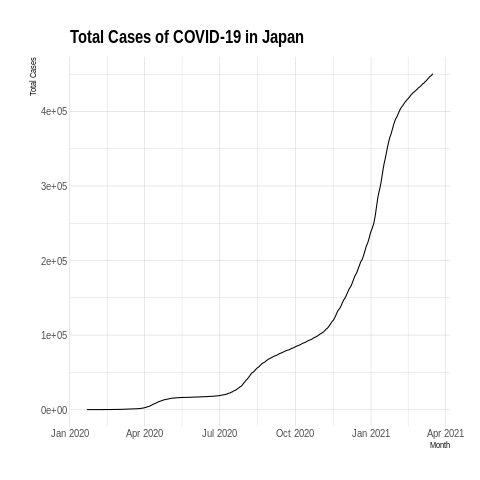 Total Cases of COVID-19 in Japan
Total Cases
4e+05
3e+05
2e+05
1e+05
0e+00
Jan 2020 Apr 2020 Jul 2020 Oct 2020 Jan 2021 Apr 2021
Month